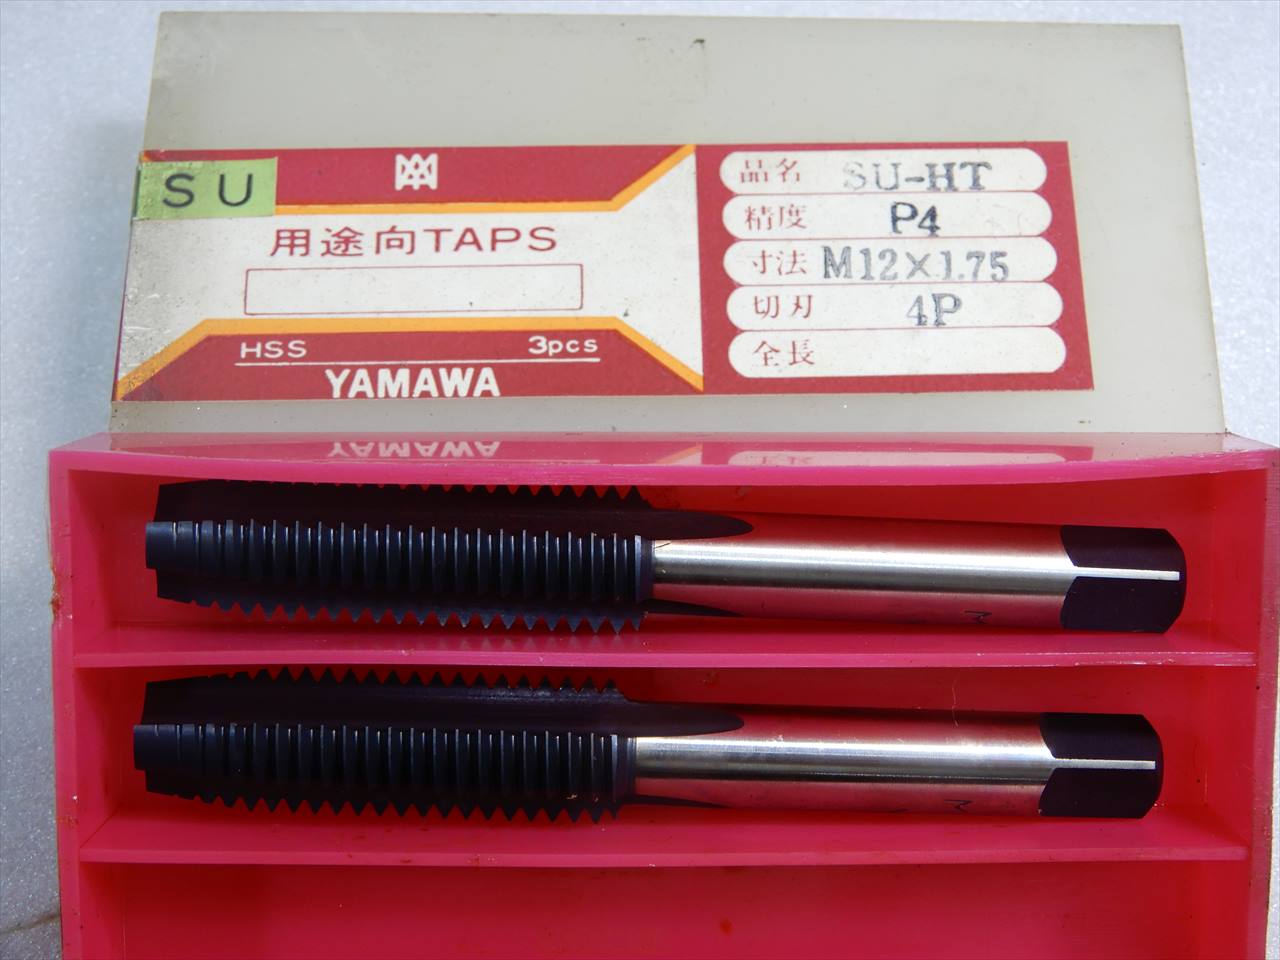 SU
用途向TAPS
HSS 3pcs
YAMAWA
品名 SU-HT
精度 P4
寸法 M12×1.75
切刃 4P
全長